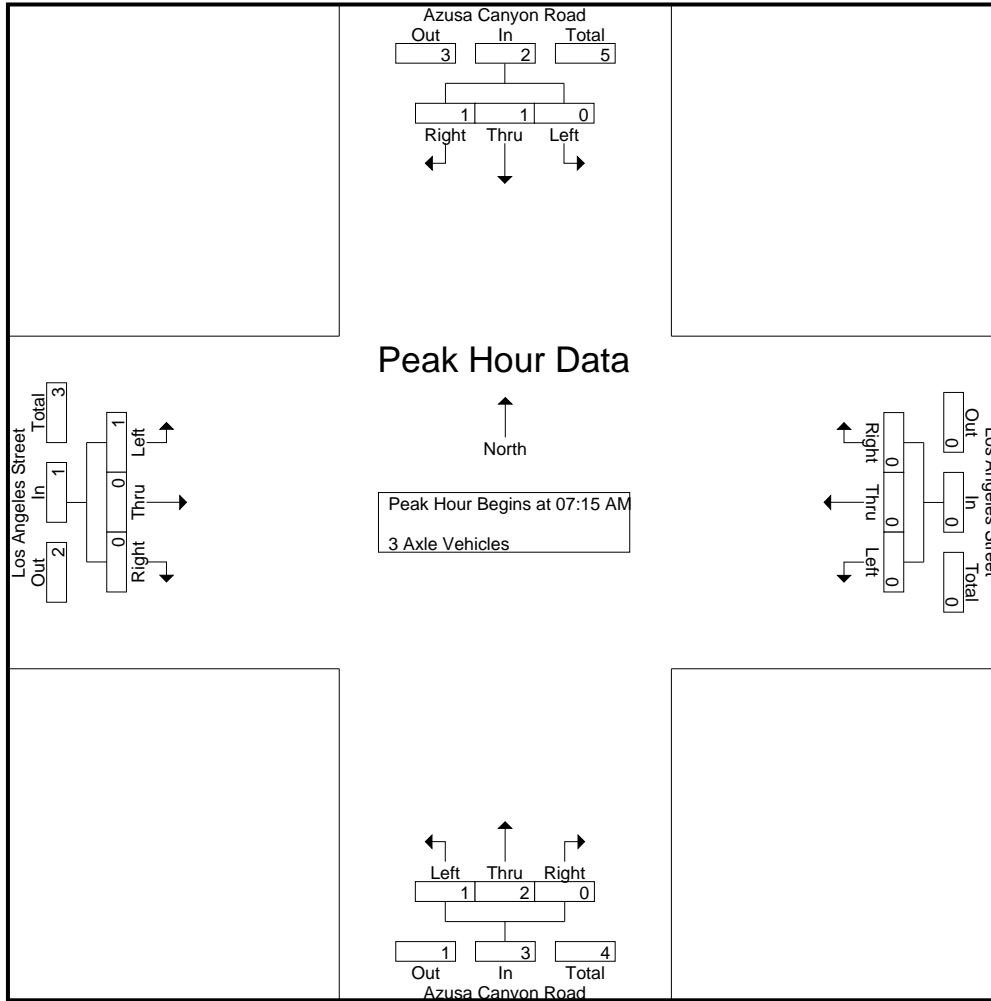 Azusa Canyon Road
Out In Total
3 2 5
1 1 0
Right Thru Left
Peak Hour Data
North
Peak Hour Begins at 07:15 AM
3 Axle Vehicles
Los Angeles Street
Out In Total
2 1 3
Left Thru Right
1 0 0
Los Angeles Street
Out In Total
0 0 0
Right Thru Left
0 0 0
Left Thru Right
1 2 0
1 3 4
Out In Total
Azusa Canyon Road